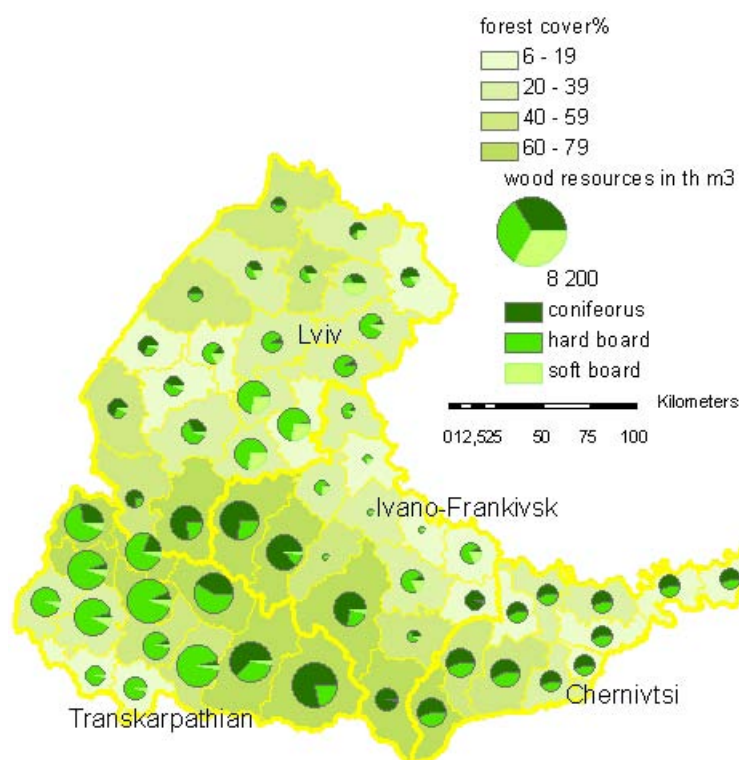 forest cover%
6 - 19
20 - 39
40 - 59
60 - 79
wood resources in th m3
8 200
conifeorus
hard board
soft board
Kilometers
012,525 50 75 100
Lviv
Ivano-Frankivsk
Chernivtsi
Transkarpathian